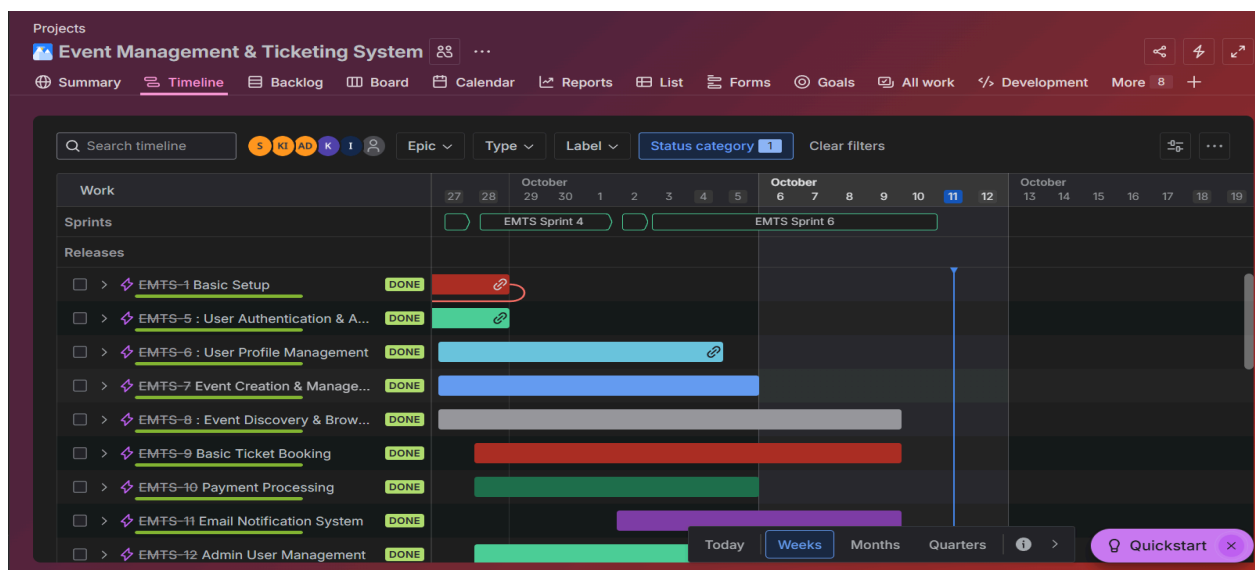 Projects
Event Management & Ticketing System
Summary Timeline Backlog Board Calendar Reports List Forms Goals All work Development More 8
Search timeline S KI AD K I Epic Type Label Status category 1 Clear filters
Work
October October October
27 28 29 30 1 2 3 4 5 6 7 8 9 10 11 12 13 14 15 16 17 18 19
Sprints EMTS Sprint 4 EMTS Sprint 6
Releases
EMTS-1 Basic Setup DONE
EMTS-5 : User Authentication & A... DONE
EMTS-6 : User Profile Management DONE
EMTS-7 Event Creation & Manage... DONE
EMTS-8 : Event Discovery & Brow... DONE
EMTS-9 Basic Ticket Booking DONE
EMTS-10 Payment Processing DONE
EMTS-11 Email Notification System DONE
EMTS-12 Admin User Management DONE
Today Weeks Months Quarters
Quickstart